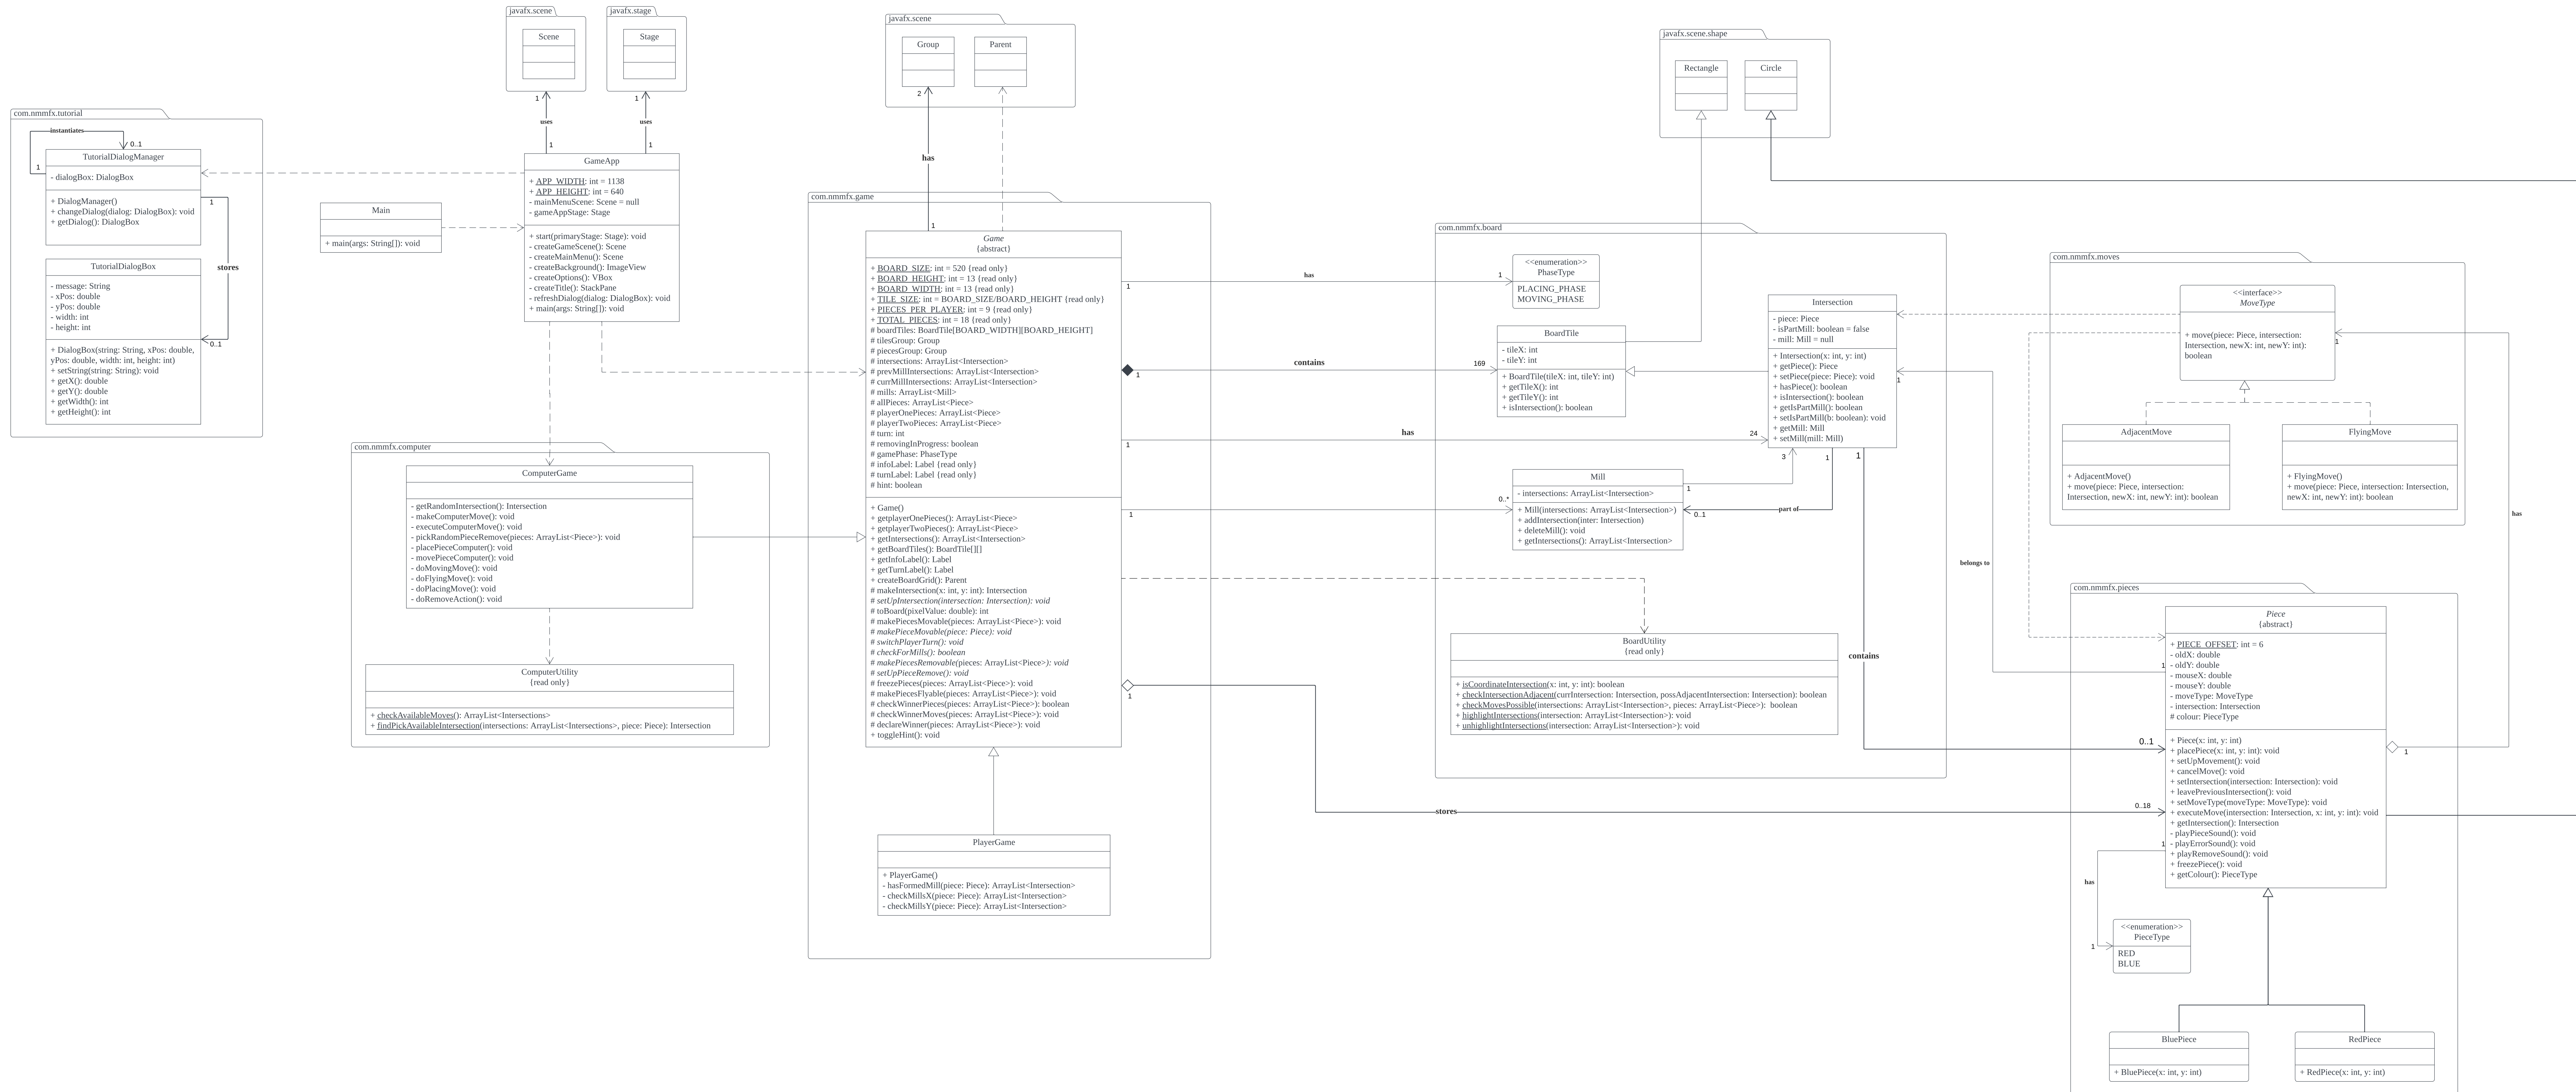 javafx.scene
Scene
javafx.stage
Stage
1
uses
1
1
uses
1
javafx.scene
Group
Parent
2
has
1
javafx.scene.shape
Rectangle
Circle
com.nmmfx.tutorial
instantiates
0..1
1
TutorialDialogManager
- dialogBox: DialogBox
+ DialogManager()
+ changeDialog(dialog: DialogBox): void
+ getDialog(): DialogBox
1
stores
0..1
TutorialDialogBox
- message: String
- xPos: double
- yPos: double
- width: int
- height: int
+ DialogBox(string: String, xPos: double,
yPos: double, width: int, height: int)
+ setString(string: String): void
+ getX(): double
+ getY(): double
+ getWidth(): int
+ getHeight(): int
Main
+ main(args: String[]): void
GameApp
+ APP_WIDTH: int = 1138
+ APP_HEIGHT: int = 640
- mainMenuScene: Scene = null
- gameAppStage: Stage
+ start(primaryStage: Stage): void
- createGameScene(): Scene
- createMainMenu(): Scene
- createBackground(): ImageView
- createOptions(): VBox
- createTitle(): StackPane
- refreshDialog(dialog: DialogBox): void
+ main(args: String[]): void
com.nmmfx.computer
ComputerGame
- getRandomIntersection(): Intersection
- makeComputerMove(): void
- executeComputerMove(): void
- pickRandomPieceRemove(pieces: ArrayList<Piece>): void
- placePieceComputer(): void
- movePieceComputer(): void
- doMovingMove(): void
- doFlyingMove(): void
- doPlacingMove(): void
- doRemoveAction(): void
ComputerUtility
{read only}
+ checkAvailableMoves(): ArrayList<Intersections>
+ findPickAvailableIntersection(intersections: ArrayList<Intersections>, piece: Piece): Intersection
com.nmmfx.game
Game
{abstract}
+ BOARD_SIZE: int = 520 {read only}
+ BOARD_HEIGHT: int = 13 {read only}
+ BOARD_WIDTH: int = 13 {read only}
+ TILE_SIZE: int = BOARD_SIZE/BOARD_HEIGHT {read only}
+ PIECES_PER_PLAYER: int = 9 {read only}
+ TOTAL_PIECES: int = 18 {read only}
# boardTiles: BoardTile[BOARD_WIDTH][BOARD_HEIGHT]
# tilesGroup: Group
# piecesGroup: Group
# intersections: ArrayList<Intersection>
# prevMillIntersections: ArrayList<Intersection>
# currMillIntersections: ArrayList<Intersection>
# mills: ArrayList<Mill>
# allPieces: ArrayList<Piece>
# playerOnePieces: ArrayList<Piece>
# playerTwoPieces: ArrayList<Piece>
# turn: int
# removingInProgress: boolean
# gamePhase: PhaseType
# infoLabel: Label {read only}
# turnLabel: Label {read only}
# hint: boolean
+ Game()
+ getplayerOnePieces(): ArrayList<Piece>
+ getplayerTwoPieces(): ArrayList<Piece>
+ getIntersections(): ArrayList<Intersection>
+ getBoardTiles(): BoardTile[][]
+ getInfoLabel(): Label
+ getTurnLabel(): Label
+ createBoardGrid(): Parent
# makeIntersection(x: int, y: int): Intersection
# setUpIntersection(intersection: Intersection): void
# toBoard(pixelValue: double): int
# makePiecesMovable(pieces: ArrayList<Piece>): void
# makePieceMovable(piece: Piece): void
# switchPlayerTurn(): void
# checkForMills(): boolean
# makePiecesRemovable(pieces: ArrayList<Piece>): void
# setUpPieceRemove(): void
# freezePieces(pieces: ArrayList<Piece>): void
# makePiecesFlyable(pieces: ArrayList<Piece>): void
# checkWinnerPieces(pieces: ArrayList<Piece>): boolean
# checkWinnerMoves(pieces: ArrayList<Piece>): void
# declareWinner(pieces: ArrayList<Piece>): void
+ toggleHint(): void
PlayerGame
+ PlayerGame()
- hasFormedMill(piece: Piece): ArrayList<Intersection>
- checkMillsX(piece: Piece): ArrayList<Intersection>
- checkMillsY(piece: Piece): ArrayList<Intersection>
1
has
1
1
contains
169
1
has
24
1
0..*
1
stores
0..18
com.nmmfx.board
<<enumeration>>
PhaseType
PLACING_PHASE
MOVING_PHASE
BoardTile
- tileX: int
- tileY: int
+ BoardTile(tileX: int, tileY: int)
+ getTileX(): int
+ getTileY(): int
+ isIntersection(): boolean
Intersection
- piece: Piece
- isPartMill: boolean = false
- mill: Mill = null
+ Intersection(x: int, y: int)
+ getPiece(): Piece
+ setPiece(piece: Piece): void
+ hasPiece(): boolean
+ isIntersection(): boolean
+ getIsPartMill(): boolean
+ setIsPartMill(b: boolean): void
+ getMill: Mill
+ setMill(mill: Mill)
Mill
- intersections: ArrayList<Intersection>
+ Mill(intersections: ArrayList<Intersection>)
+ addIntersection(inter: Intersection)
+ deleteMill(): void
+ getIntersections(): ArrayList<Intersection>
1
3
1
part of
0..1
1
contains
0..1
1
belongs to
1
BoardUtility
{read only}
+ isCoordinateIntersection(x: int, y: int): boolean
+ checkIntersectionAdjacent(currIntersection: Intersection, possAdjacentIntersection: Intersection): boolean
+ checkMovesPossible(intersections: ArrayList<Intersection>, pieces: ArrayList<Piece>): boolean
+ highlightIntersections(intersection: ArrayList<Intersection>): void
+ unhighlightIntersections(intersection: ArrayList<Intersection>): void
com.nmmfx.moves
<<interface>>
MoveType
+ move(piece: Piece, intersection:
Intersection, newX: int, newY: int):
boolean
1
has
1
AdjacentMove
+ AdjacentMove()
+ move(piece: Piece, intersection:
Intersection, newX: int, newY: int): boolean
FlyingMove
+ FlyingMove()
+ move(piece: Piece, intersection: Intersection,
newX: int, newY: int): boolean
com.nmmfx.pieces
Piece
{abstract}
+ PIECE_OFFSET: int = 6
- oldX: double
- oldY: double
- mouseX: double
- mouseY: double
- moveType: MoveType
- intersection: Intersection
# colour: PieceType
+ Piece(x: int, y: int)
+ placePiece(x: int, y: int): void
+ setUpMovement(): void
+ cancelMove(): void
+ setIntersection(intersection: Intersection): void
+ leavePreviousIntersection(): void
+ setMoveType(moveType: MoveType): void
+ executeMove(intersection: Intersection, x: int, y: int): void
+ getIntersection(): Intersection
- playPieceSound(): void
- playErrorSound(): void
+ playRemoveSound(): void
+ freezePiece(): void
+ getColour(): PieceType
1
has
1
<<enumeration>>
PieceType
RED
BLUE
BluePiece
+ BluePiece(x: int, y: int)
RedPiece
+ RedPiece(x: int, y: int)